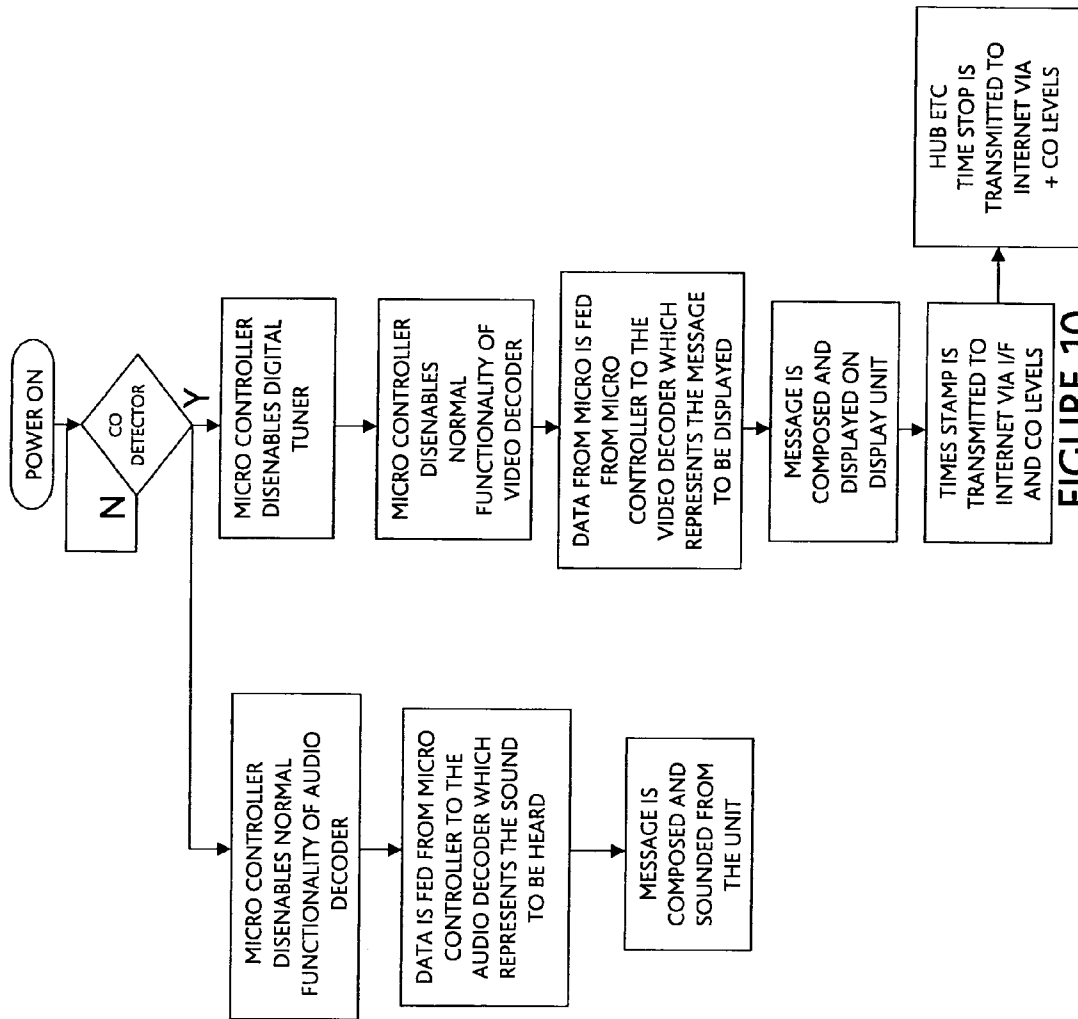 POWER ON
CO
DETECTOR
N
Y
MICRO CONTROLLER
DISENABLES DIGITAL
TUNER
MICRO CONTROLLER
DISENABLES
NORMAL
FUNCTIONALITY OF
VIDEO DECODER
DATA FROM MICRO IS FED
FROM MICRO
CONTROLLER TO THE
VIDEO DECODER WHICH
REPRESENTS THE MESSAGE
TO BE DISPLAYED
MESSAGE IS
COMPOSED AND
DISPLAYED ON
DISPLAY UNIT
TIMES STAMP IS
TRANSMITTED TO
INTERNET VIA I/F
AND CO LEVELS
HUB ETC
TIME STOP IS
TRANSMITTED TO
INTERNET VIA
+ CO LEVELS
MICRO CONTROLLER
DISENABLES NORMAL
FUNCTIONALITY OF AUDIO
DECODER
DATA IS FED FROM MICRO
CONTROLLER TO THE
AUDIO DECODER WHICH
REPRESENTS THE SOUND
TO BE HEARD
MESSAGE IS
COMPOSED AND
SOUNDED FROM
THE UNIT
FIGURE 10